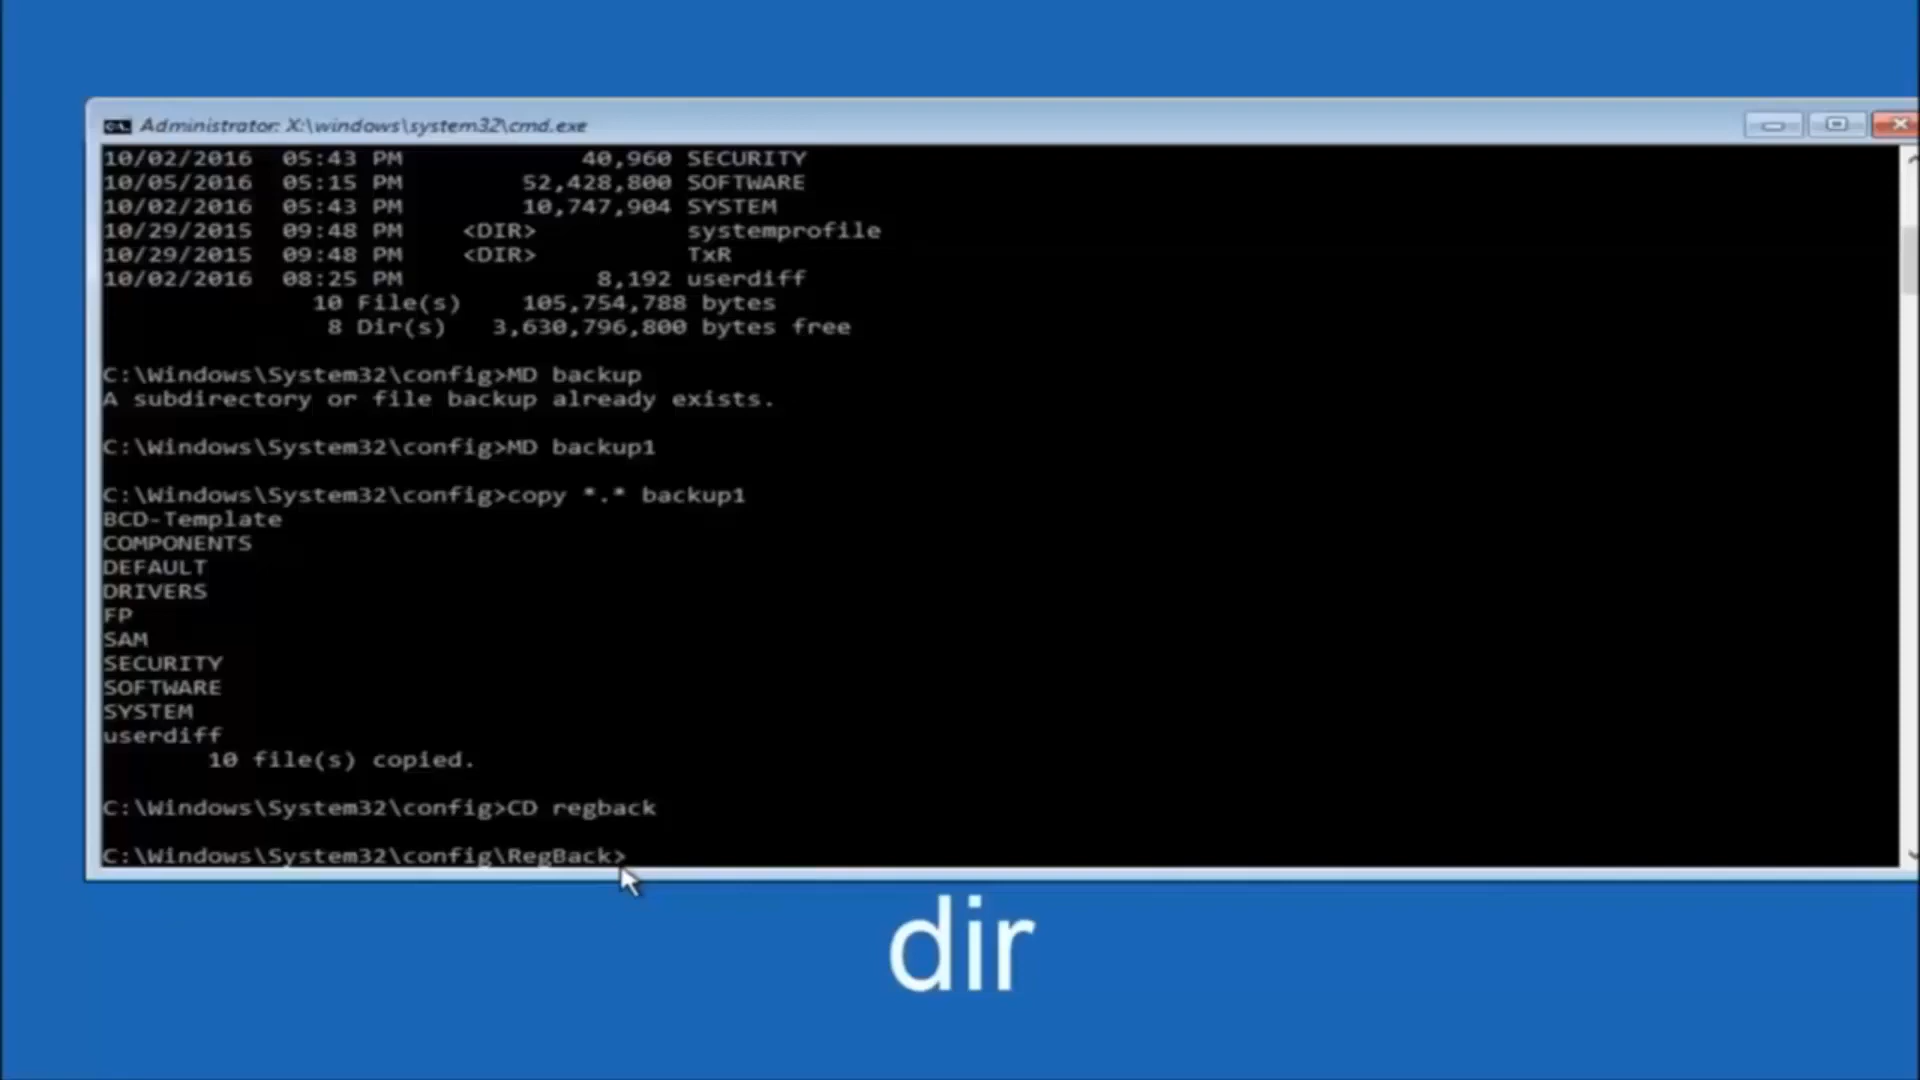 Administrator: X:\windows\system32\cmd.exe
10/02/2016  05:43 PM            40,960 SECURITY
10/05/2016  05:15 PM        52,428,800 SOFTWARE
10/02/2016  05:43 PM        10,747,904 SYSTEM
10/29/2015  09:48 PM    <DIR>          systemprofile
10/29/2015  09:48 PM    <DIR>          TxR
10/02/2016  08:25 PM             8,192 userdiff
10 File(s)    105,754,788 bytes
8 Dir(s)   3,630,796,800 bytes free
C:\Windows\System32\config>MD backup
A subdirectory or file backup already exists.
C:\Windows\System32\config>MD backup1
C:\Windows\System32\config>copy *.* backup1
BCD-Template
COMPONENTS
DEFAULT
DRIVERS
FP
SAM
SECURITY
SOFTWARE
SYSTEM
userdiff
10 file(s) copied.
C:\Windows\System32\config>CD regback
C:\Windows\System32\config\RegBack>
dir